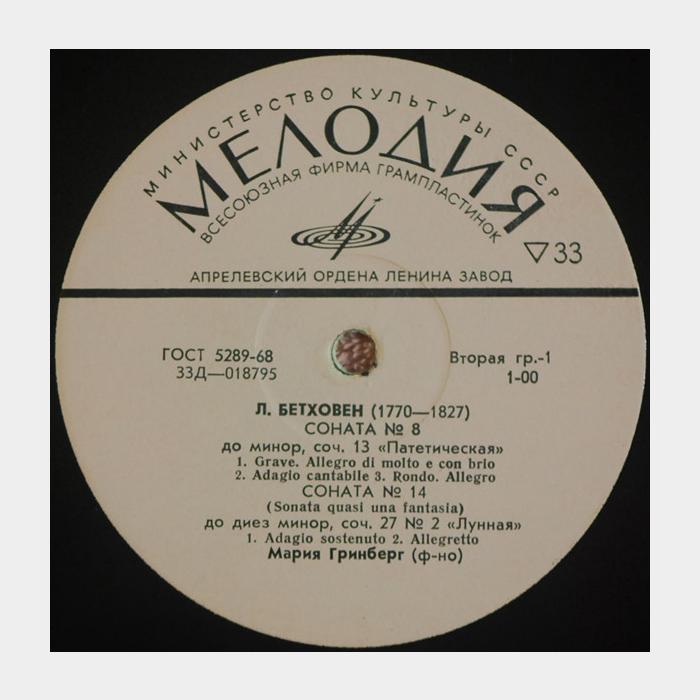 МИНИСТЕРСТВО КУЛЬТУРЫ СССР
МЕЛОДИЯ
ВСЕСОЮЗНАЯ ФИРМА ГРАМПЛАСТИНОК
33
АПРЕЛЕВСКИЙ ОРДЕНА ЛЕНИНА ЗАВОД
ГОСТ 5289-68
33Д—018795
Вторая гр.-1
1-00
Л. БЕТХОВЕН (1770—1827)
СОНАТА № 8
до минор, соч. 13 «Патетическая»
1. Grave. Allegro di molto e con brio
2. Adagio cantabile 3. Rondo. Allegro
СОНАТА № 14
(Sonata quasi una fantasia)
до диез минор, соч. 27 № 2 «Лунная»
1. Adagio sostenuto 2. Allegretto
Мария Гринберг (ф-но)